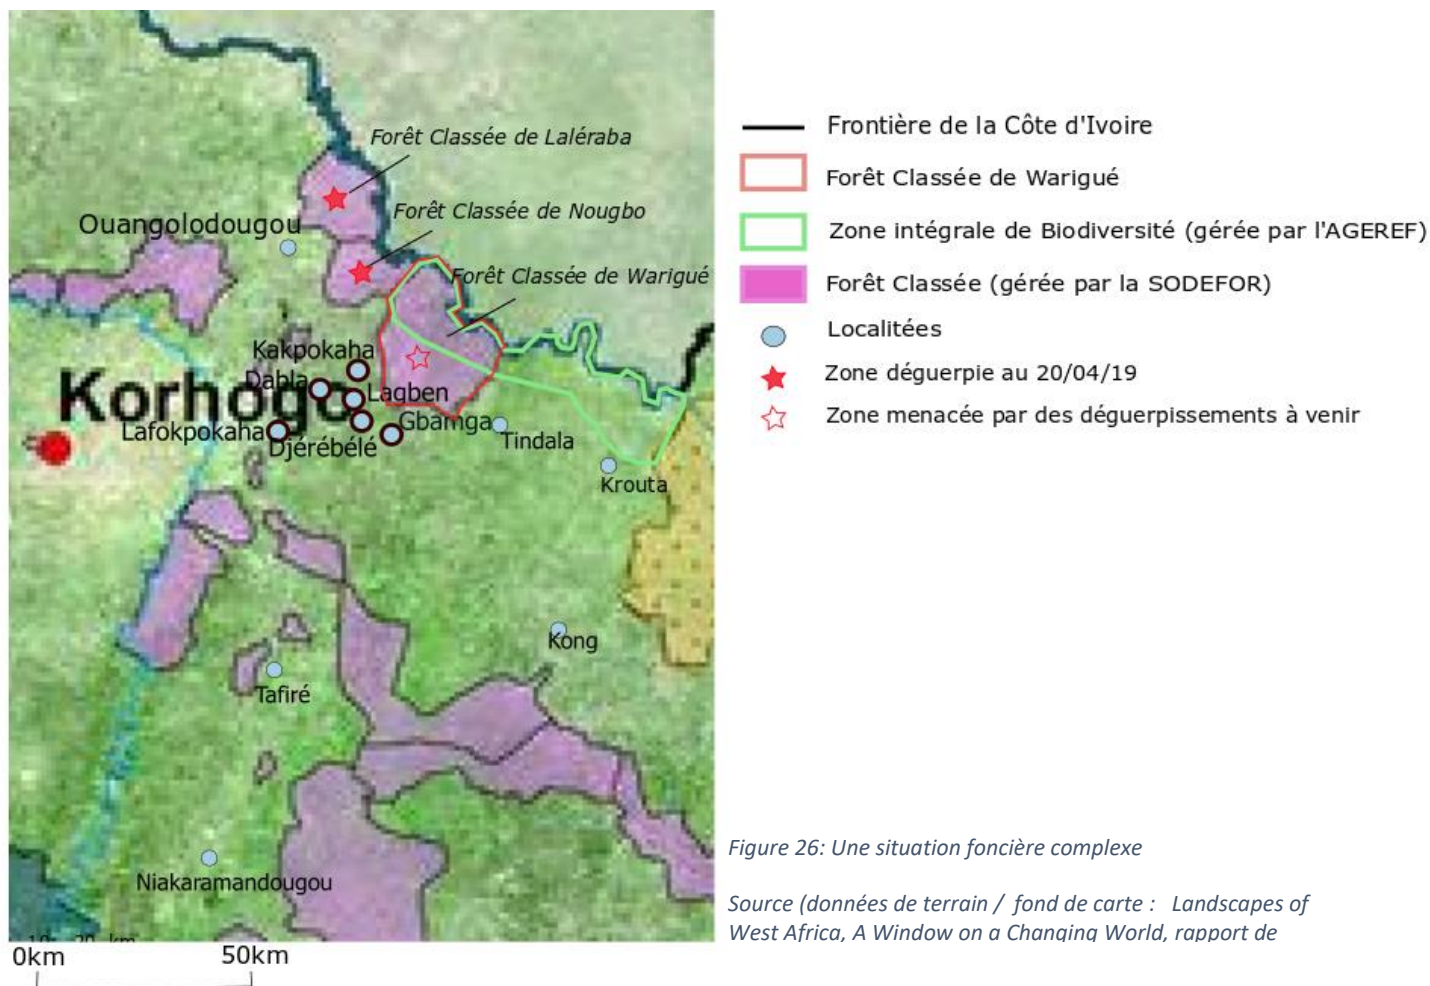 Forêt Classée de Laléraba
Forêt Classée de Nougbo
Ouangolodougou
Forêt Classée de Warigué
Kakpokaha
Dabla
Korhogo
Lagben
Lafokpokaha
Gbamga
Djérébélé
Tindala
Krouta
Kong
Tafiré
Niakaramandougou
0km 50km
Frontière de la Côte d'Ivoire
Forêt Classée de Warigué
Zone intégrale de Biodiversité (gérée par l'AGEREF)
Forêt Classée (gérée par la SODEFOR)
Localitées
Zone déguerpie au 20/04/19
Zone menacée par des déguerpissements à venir
Figure 26: Une situation foncière complexe
Source (données de terrain / fond de carte : Landscapes of
West Africa, A Window on a Changing World, rapport de